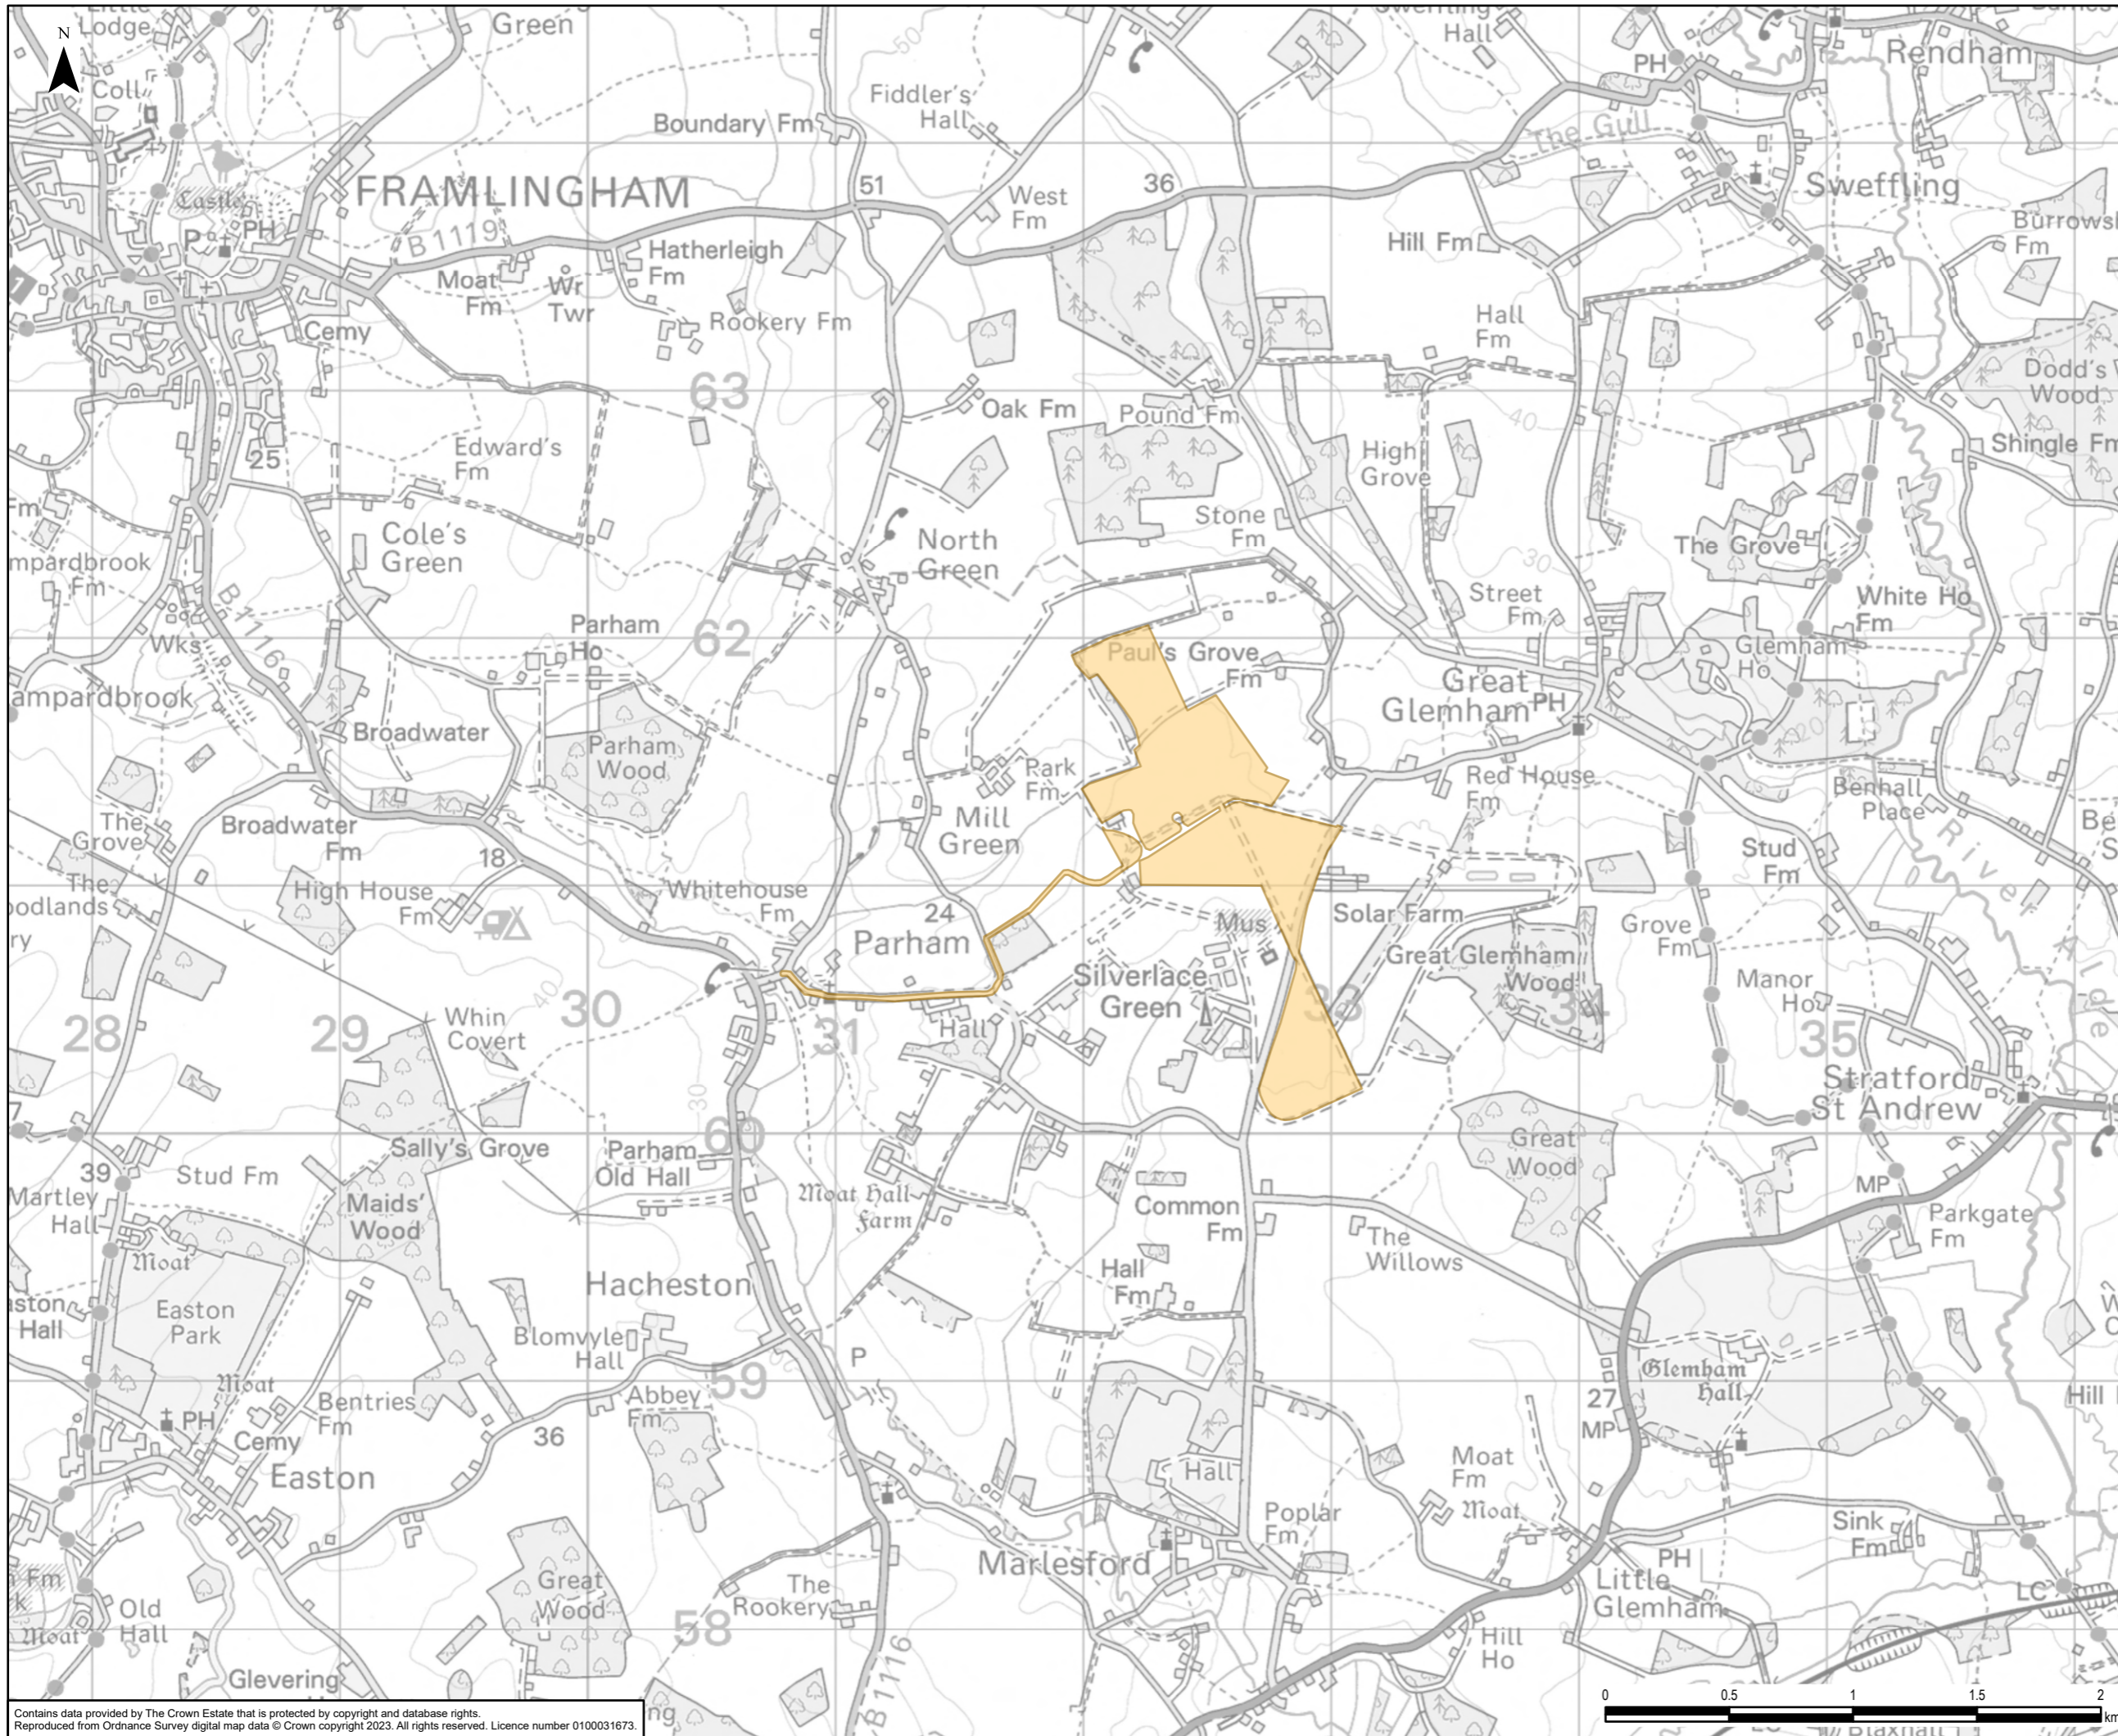 Lodge
Green
Hall
PH
Rendham
N
Coll
Fiddler's
Hall
50
Boundary Fm
The Gull
FRAMLINGHAM
51
West
Fm
36
Sweffling
Castle
P
PH
B 1119
Hatherleigh
Fm
Hill Fm
Burrows
Fm
7
Moat
Fm
Wr
Twr
Cemy
Rookery Fm
Hall
Fm
63
Oak Fm
Pound Fm
40
Dodd's
Wood
25
Edward's
Fm
High
Grove
Shingle Fm
Fm
Cole's
Green
North
Green
Stone
Fm
The Grove
30
mpardbrook
Fm
B 1116
Street
Fm
White Ho
Fm
Wks
Parham
Ho
62
Paul's Grove
Fm
Glemham
Ho
ampardbrook
Great
Glemham
PH
Broadwater
Parham
Wood
20
Park
Fm
Red House
Fm
Benhall
Place
The
Grove
Broadwater
Fm
18
Mill
Green
Stud
Fm
River
Be
S
The
oodlands
ry
High House
Fm
Whitehouse
Fm
24
Parham
Mus
Solar Farm
Grove
Fm
Great Glemham
Wood
Silverlace
Green
Manor
Ho
Alde
28
29
Whin
Covert
40
30
31
Hall
33
34
35
Stratford
St Andrew
30
7
60
Sally's Grove
Parham
Old Hall
Great
Wood
39
Stud Fm
Martley
Hall
Maids'
Wood
Moat Hall
Farm
Common
Fm
MP
Parkgate
Fm
Moat
The
Willows
Hacheston
Hall
Fm
aston
Hall
Easton
Park
Blomvyle
Hall
P
W
C
Moat
59
Glemham
Hall
27
MP
Hill
PH
Bentries
Fm
Abbey
Fm
Cemy
36
Easton
Hall
Moat
Fm
Moat
Poplar
Fm
Sink
Fm
Marlesford
PH
Little
Glemham
LC
Fm
k
Old
Hall
Moat
Great
Wood
The
Rookery
58
Hill
Ho
Glevering
B1116
ng
0 0.5 1 1.5 2
km
Blaxhall
Contains data provided by The Crown Estate that is protected by copyright and database rights.
Reproduced from Ordnance Survey digital map data © Crown copyright 2023. All rights reserved. Licence number 0100031673.